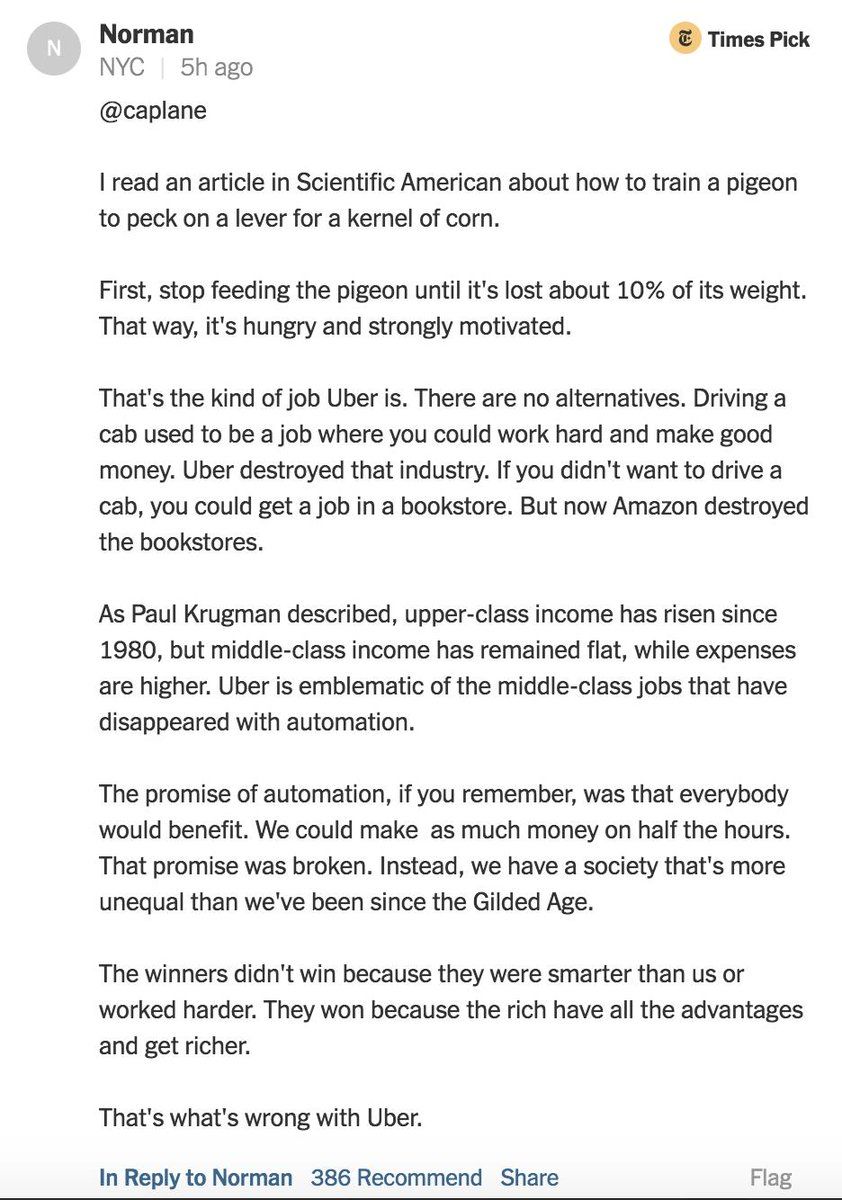 N
Norman
Times Pick
NYC | 5h ago
@caplane
I read an article in Scientific American about how to train a pigeon
to peck on a lever for a kernel of corn.
First, stop feeding the pigeon until it's lost about 10% of its weight.
That way, it's hungry and strongly motivated.
That's the kind of job Uber is. There are no alternatives. Driving a
cab used to be a job where you could work hard and make good
money. Uber destroyed that industry. If you didn't want to drive a
cab, you could get a job in a bookstore. But now Amazon destroyed
the bookstores.
As Paul Krugman described, upper-class income has risen since
1980, but middle-class income has remained flat, while expenses
are higher. Uber is emblematic of the middle-class jobs that have
disappeared with automation.
The promise of automation, if you remember, was that everybody
would benefit. We could make  as much money on half the hours.
That promise was broken. Instead, we have a society that's more
unequal than we've been since the Gilded Age.
The winners didn't win because they were smarter than us or
worked harder. They won because the rich have all the advantages
and get richer.
That's what's wrong with Uber.
In Reply to Norman 386 Recommend Share Flag